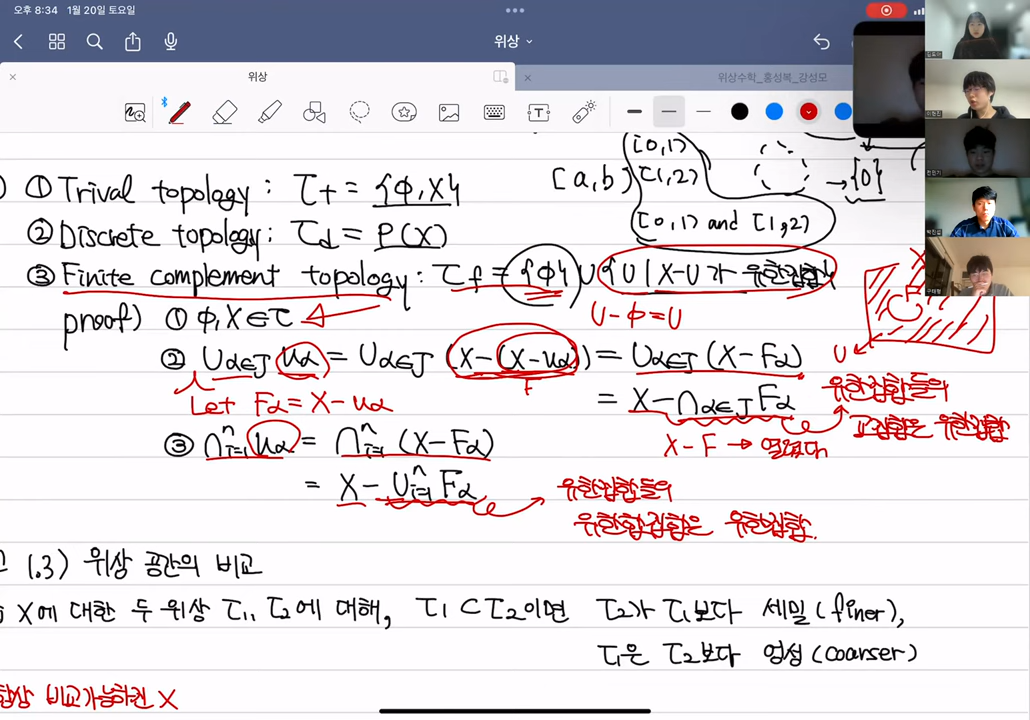 오후 8:34 1월 20일 토요일
위상
위상
위상수학_홍성복_강성모
[0,1)
[a,b) [1,2) → {0}
[0,1) and [1,2)
① Trival topology : τt = {φ, X}
② Discrete topology : τd = P(X)
③ Finite complement topology : τf = {φ} ∪ {U | X-U가 유한집합}
proof) ① φ, X ∈ τ
U - φ = U
② ∪α∈J uα = ∪α∈J (X - (X-uα)) = ∪α∈J (X - Fα)
F
U
Let Fα = X - uα
= X - ∩α∈J Fα
유한집합들의
교집합은 유한집합
X - F → 열렸다
③ ∩ⁿi=1 uα = ∩ⁿi=1 (X-Fα)
= X - ∪ⁿi=1 Fα
유한집합들의
유한합집합은 유한집합.
1.3) 위상 공간의 비교
X에 대한 두 위상 τ1, τ2에 대해, τ1 ⊂ τ2이면 τ2가 τ1보다 세밀(finer),
τ1은 τ2보다 엉성(coarser)
비교가능하진 X